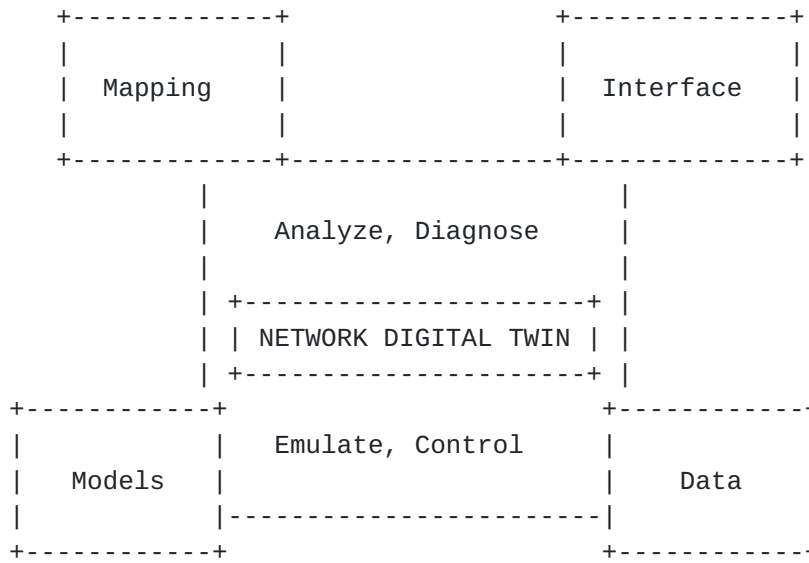 Mapping Interface
Analyze, Diagnose
NETWORK DIGITAL TWIN
Emulate, Control
Models Data